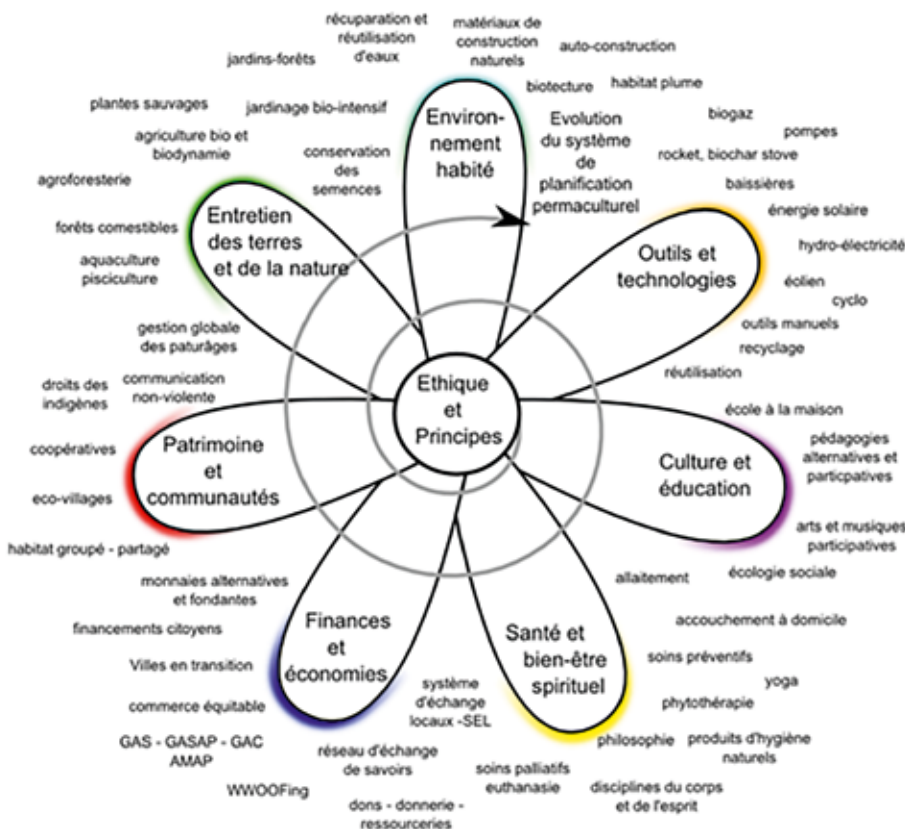 Ethique
et
Principes
Environ-
nement
habité
récuparation et
réutilisation
d'eaux
matériaux de
construction
naturels
auto-construction
biotecture
habitat plume
Evolution
du système
de
planification
permaculturel
Outils et
technologies
biogaz
pompes
rocket, biochar stove
baissières
énergie solaire
hydro-électricité
éolien
cyclo
outils manuels
recyclage
réutilisation
Culture et
éducation
école à la maison
pédagogies
alternatives et
particpatives
arts et musiques
participatives
écologie sociale
Santé et
bien-être
spirituel
allaitement
accouchement à domicile
soins préventifs
yoga
phytothérapie
philosophie
produits d'hygiène
naturels
disciplines du corps
et de l'esprit
soins palliatifs
euthanasie
Finances
et
économies
système
d'échange
locaux -SEL
réseau d'échange
de savoirs
dons - donnerie -
ressourceries
WWOOFing
GAS - GASAP - GAC
AMAP
commerce équitable
Villes en transition
financements citoyens
monnaies alternatives
et fondantes
Patrimoine
et
communautés
habitat groupé - partagé
eco-villages
coopératives
droits des
indigènes
communication
non-violente
Entretien
des terres
et de la nature
gestion globale
des paturâges
aquaculture
pisciculture
forêts comestibles
agroforesterie
agriculture bio et
biodynamie
plantes sauvages
jardinage bio-intensif
jardins-forêts
conservation
des
semences